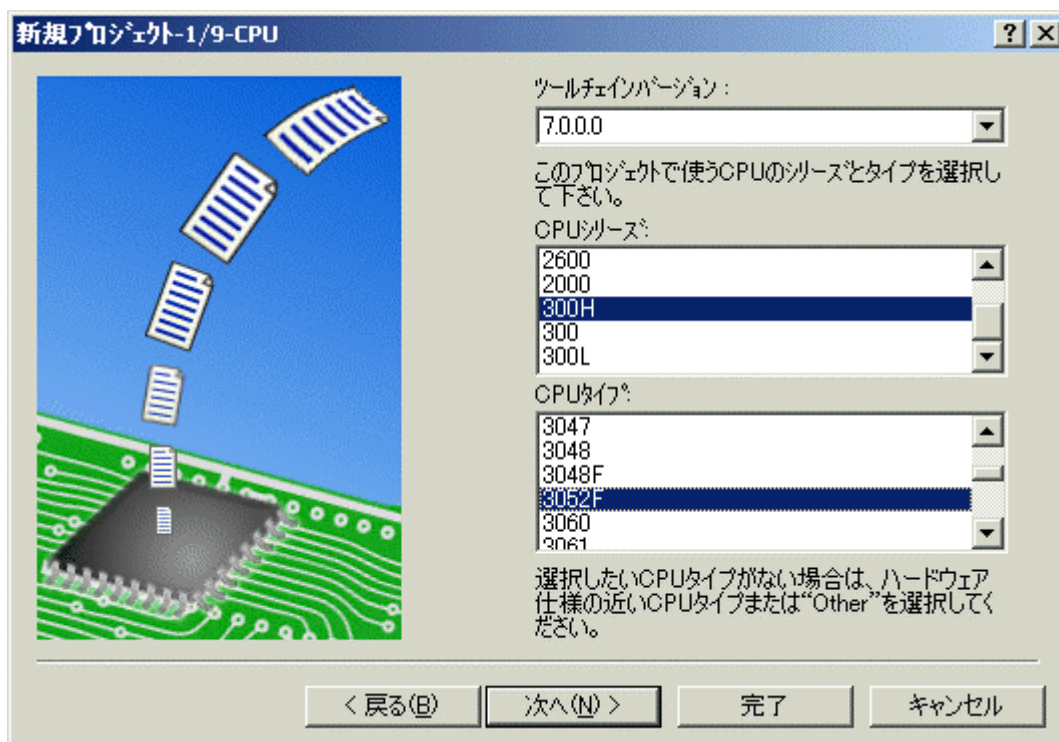 新規ﾌﾟﾛｼﾞｪｸﾄ-1/9-CPU
ﾂｰﾙﾁｪｲﾝﾊﾞｰｼﾞｮﾝ :
7.0.0.0
このﾌﾟﾛｼﾞｪｸﾄで使うCPUのｼﾘｰｽﾞとタイプを選択し
て下さい。
CPUｼﾘｰｽﾞ:
2600
2000
300H
300
300L
CPUﾀｲﾌﾟ:
3047
3048
3048F
3052F
3060
3061
選択したいCPUタイプがない場合は、ハードウェア
仕様の近いCPUタイプまたは“Other”を選択してく
ださい。
< 戻る(B)
次へ(N) >
完了
キャンセル